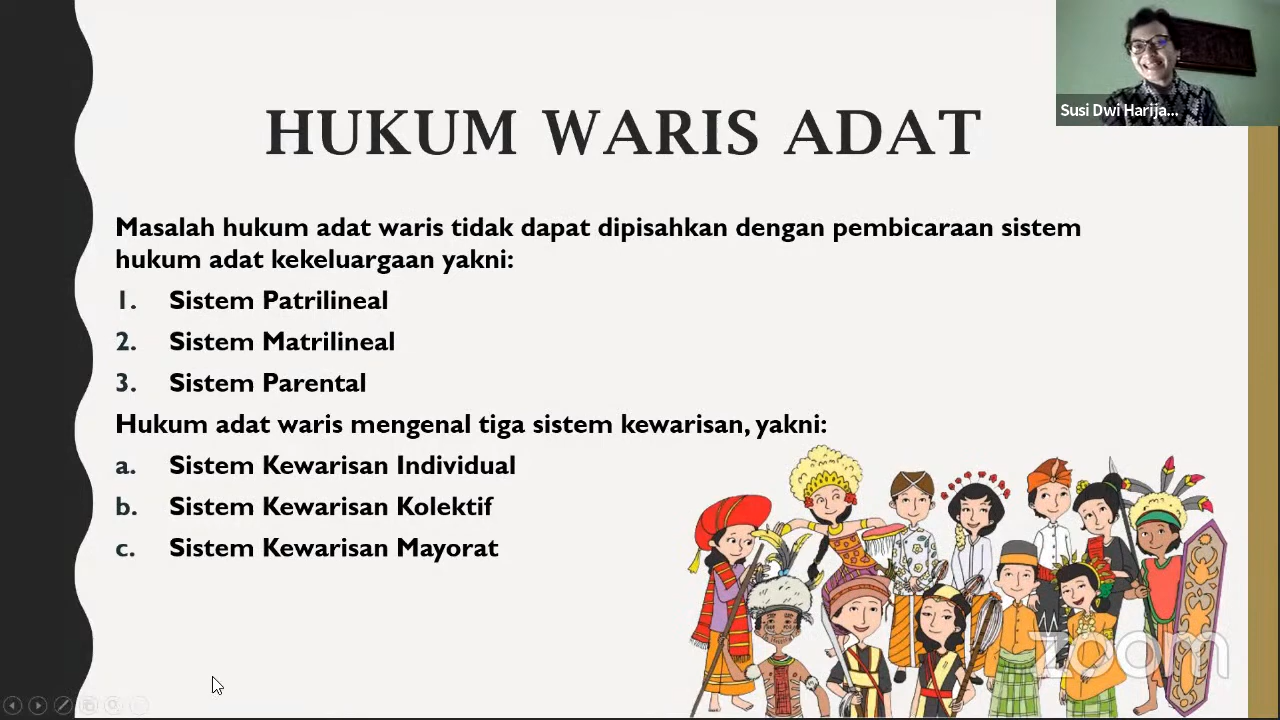 Susi Dwi Harija...
HUKUM WARIS ADAT
Masalah hukum adat waris tidak dapat dipisahkan dengan pembicaraan sistem
hukum adat kekeluargaan yakni:
1. Sistem Patrilineal
2. Sistem Matrilineal
3. Sistem Parental
Hukum adat waris mengenal tiga sistem kewarisan, yakni:
a. Sistem Kewarisan Individual
b. Sistem Kewarisan Kolektif
c. Sistem Kewarisan Mayorat
zoom